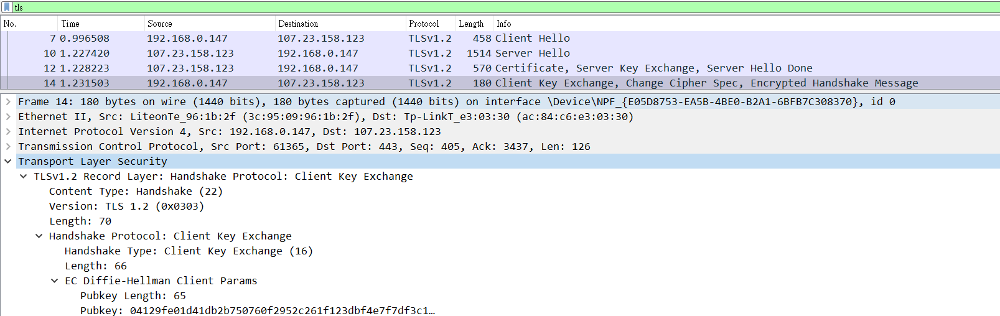 tls
No. Time Source Destination Protocol Length Info
7 0.996508 192.168.0.147 107.23.158.123 TLSv1.2 458 Client Hello
10 1.227420 107.23.158.123 192.168.0.147 TLSv1.2 1514 Server Hello
12 1.228223 107.23.158.123 192.168.0.147 TLSv1.2 570 Certificate, Server Key Exchange, Server Hello Done
14 1.231503 192.168.0.147 107.23.158.123 TLSv1.2 180 Client Key Exchange, Change Cipher Spec, Encrypted Handshake Message
Frame 14: 180 bytes on wire (1440 bits), 180 bytes captured (1440 bits) on interface \Device\NPF_{E05D8753-EA5B-4BE0-B2A1-6BFB7C308370}, id 0
Ethernet II, Src: LiteonTe_96:1b:2f (3c:95:09:96:1b:2f), Dst: Tp-LinkT_e3:03:30 (ac:84:c6:e3:03:30)
Internet Protocol Version 4, Src: 192.168.0.147, Dst: 107.23.158.123
Transmission Control Protocol, Src Port: 61365, Dst Port: 443, Seq: 405, Ack: 3437, Len: 126
Transport Layer Security
TLSv1.2 Record Layer: Handshake Protocol: Client Key Exchange
Content Type: Handshake (22)
Version: TLS 1.2 (0x0303)
Length: 70
Handshake Protocol: Client Key Exchange
Handshake Type: Client Key Exchange (16)
Length: 66
EC Diffie-Hellman Client Params
Pubkey Length: 65
Pubkey: 04129fe01d41db2b750760f2952c261f123dbf4e7f7df3c1…